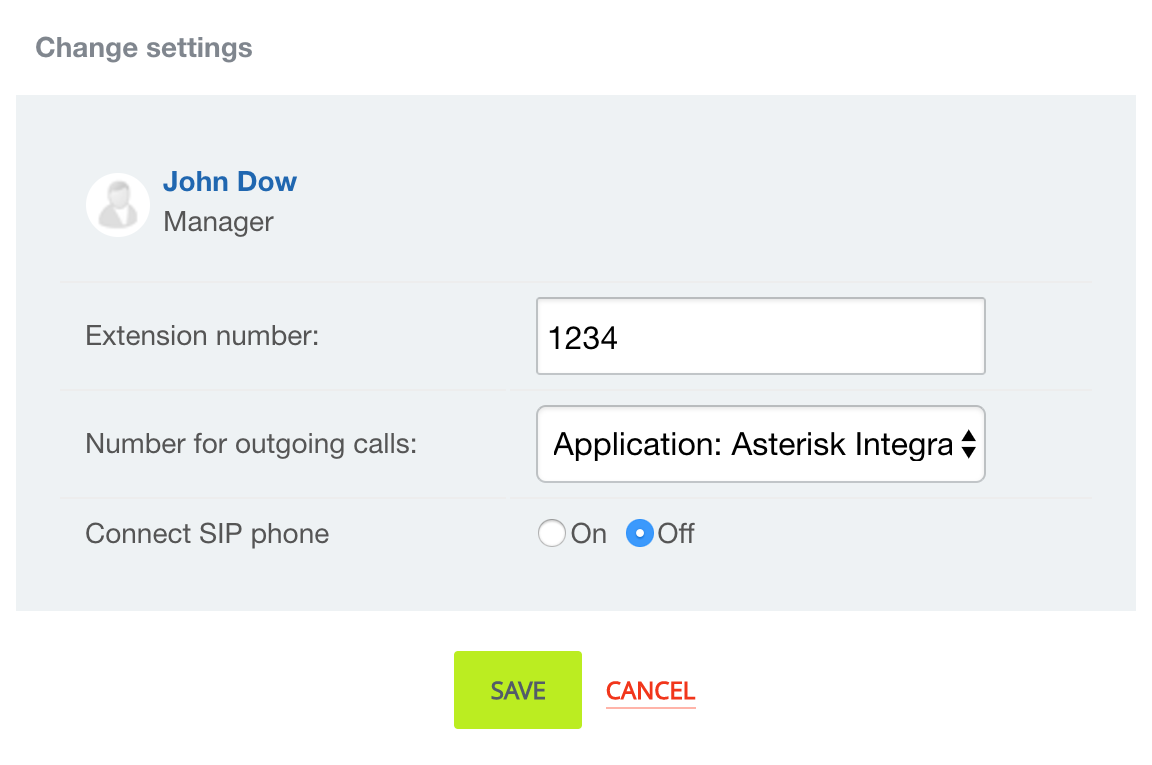 Change settings
John Dow
Manager
Extension number: 1234
Number for outgoing calls: Application: Asterisk Integra
Connect SIP phone On Off
SAVE CANCEL